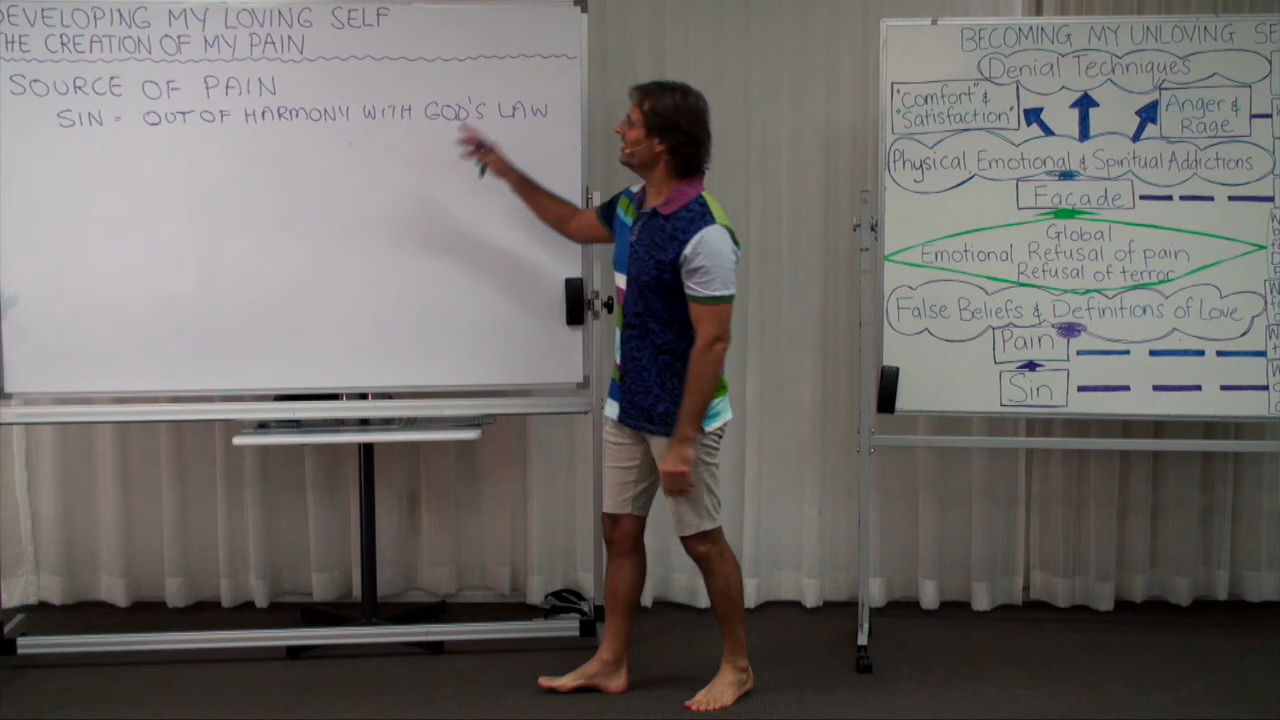 DEVELOPING MY LOVING SELF
THE CREATION OF MY PAIN
SOURCE OF PAIN
SIN = OUT OF HARMONY WITH GOD'S LAW
BECOMING MY UNLOVING SE
Denial Techniques
"Comfort" &
"Satisfaction"
Anger &
Rage
Physical, Emotional & Spiritual Addictions
Façade
Global
Emotional Refusal of pain
Refusal of terror
False Beliefs & Definitions of Love
Pain
Sin